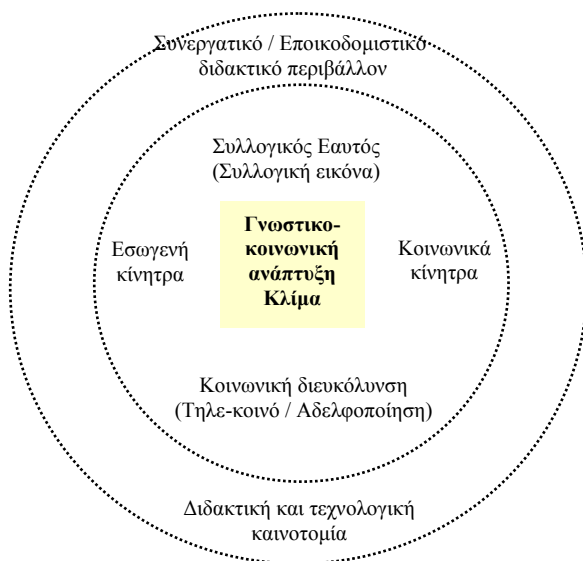 Συνεργατικό / Εποικοδομιστικό
διδακτικό περιβάλλον
Συλλογικός Εαυτός
(Συλλογική εικόνα)
Εσωγενή
κίνητρα
Γνωστικο-
κοινωνική
ανάπτυξη
Κλίμα
Κοινωνικά
κίνητρα
Κοινωνική διευκόλυνση
(Τηλε-κοινό / Αδελφοποίηση)
Διδακτική και τεχνολογική
καινοτομία